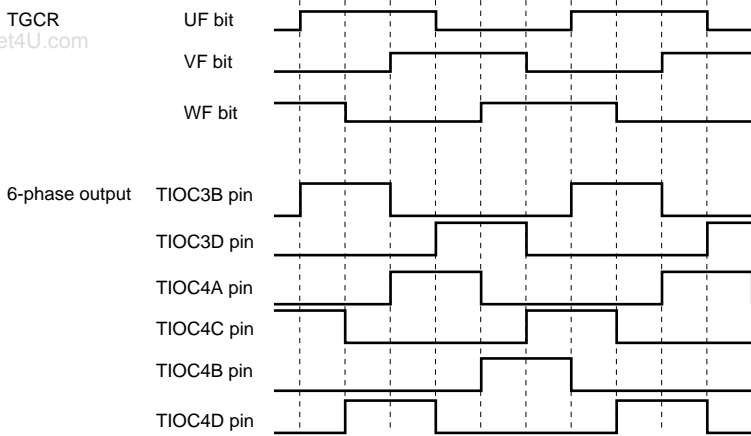 TGCR UF bit
et4U.com
VF bit
WF bit
6-phase output TIOC3B pin
TIOC3D pin
TIOC4A pin
TIOC4C pin
TIOC4B pin
TIOC4D pin